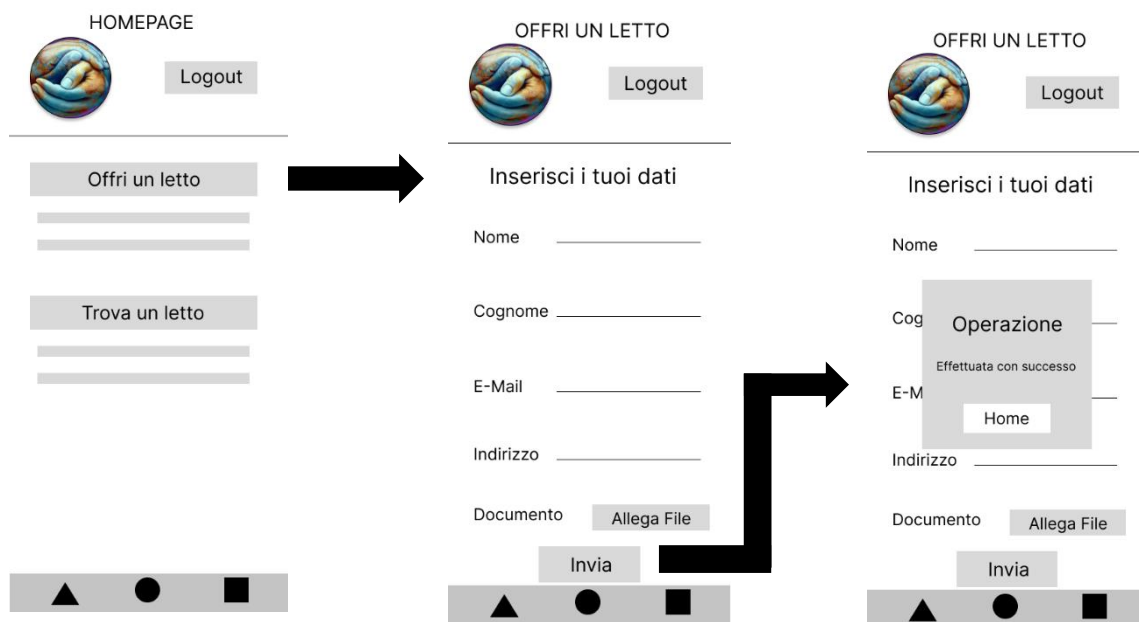 HOMEPAGE
Logout
Offri un letto
Trova un letto
OFFRI UN LETTO
Logout
Inserisci i tuoi dati
Nome
Cognome
E-Mail
Indirizzo
Documento Allega File
Invia
OFFRI UN LETTO
Logout
Inserisci i tuoi dati
Nome
Cog
Operazione
Effettuata con successo
E-M
Home
Indirizzo
Documento Allega File
Invia